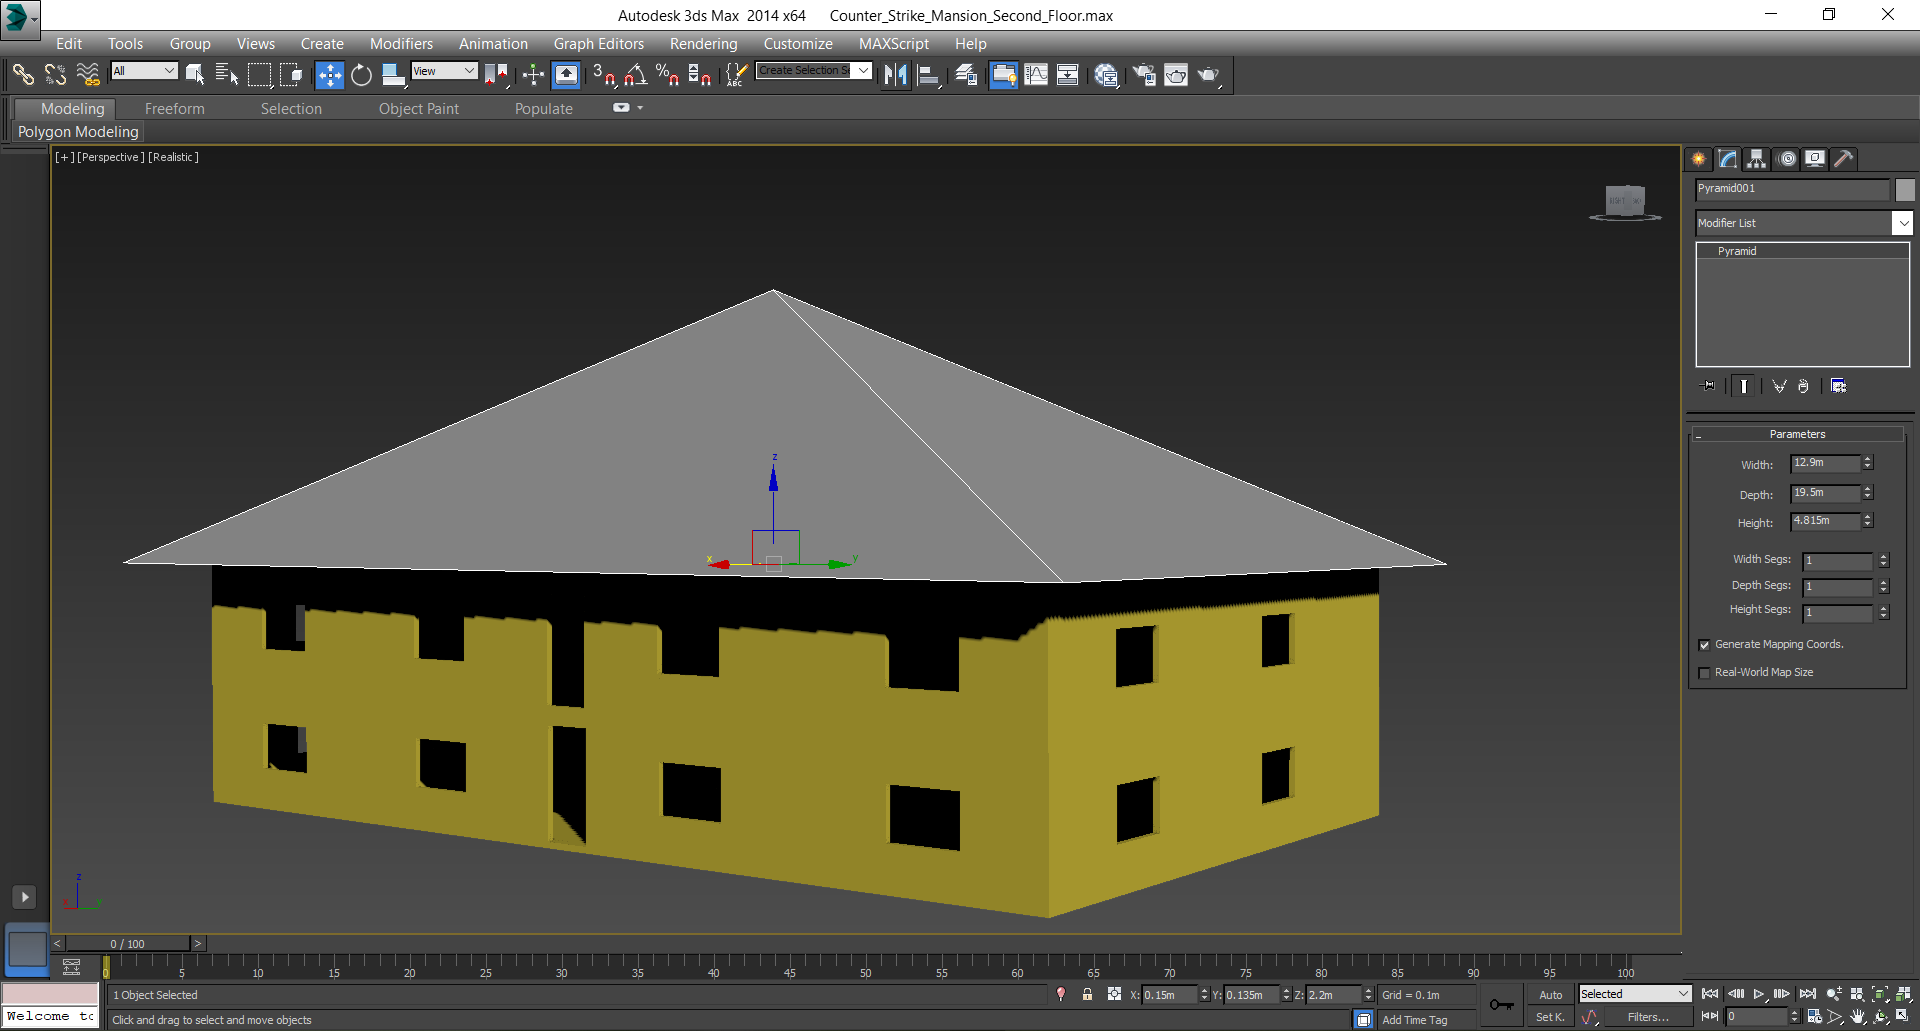 Autodesk 3ds Max 2014 x64 Counter_Strike_Mansion_Second_Floor.max
Edit Tools Group Views Create Modifiers Animation Graph Editors Rendering Customize MAXScript Help
All View 3 % ABC Create Selection Se
Modeling Freeform Selection Object Paint Populate
Polygon Modeling
[+] [Perspective] [Realistic]
Pyramid001
Modifier List
Pyramid
Parameters
Width: 12.9m
Depth: 19.5m
Height: 4.815m
Width Segs: 1
Depth Segs: 1
Height Segs: 1
Generate Mapping Coords.
Real-World Map Size
z
x y
z
x y
< 0 / 100 >
0 5 10 15 20 25 30 35 40 45 50 55 60 65 70 75 80 85 90 95 100
1 Object Selected X: 0.15m Y: 0.135m Z: 2.2m Grid = 0.1m Auto Selected
Welcome to Click and drag to select and move objects Add Time Tag Set K. Filters... 0